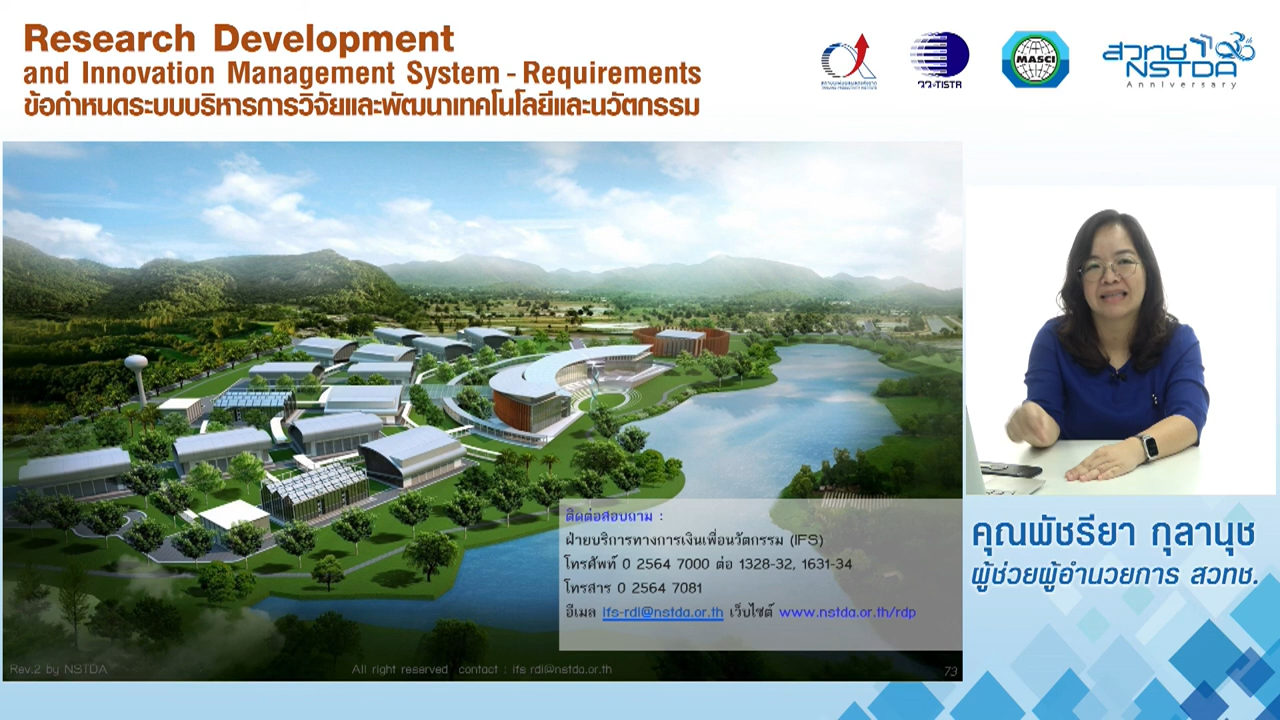 Research Development
and Innovation Management System - Requirements
ข้อกำหนดระบบบริหารการวิจัยและพัฒนาเทคโนโลยีและนวัตกรรม
วว-TISTR
MASCI
สวทช
NSTDA
Anniversary
ติดต่อสอบถาม :
ฝ่ายบริการทางการเงินเพื่อนวัตกรรม (IFS)
โทรศัพท์ 0 2564 7000 ต่อ 1328-32, 1631-34
โทรสาร 0 2564 7081
อีเมล ifs-rdi@nstda.or.th เว็บไซต์ www.nstda.or.th/rdp
Rev.2 by NSTDA
All right reserved contact : ifs rdi@nstda.or.th
73
คุณพัชรียา กุลานุช
ผู้ช่วยผู้อำนวยการ สวทช.